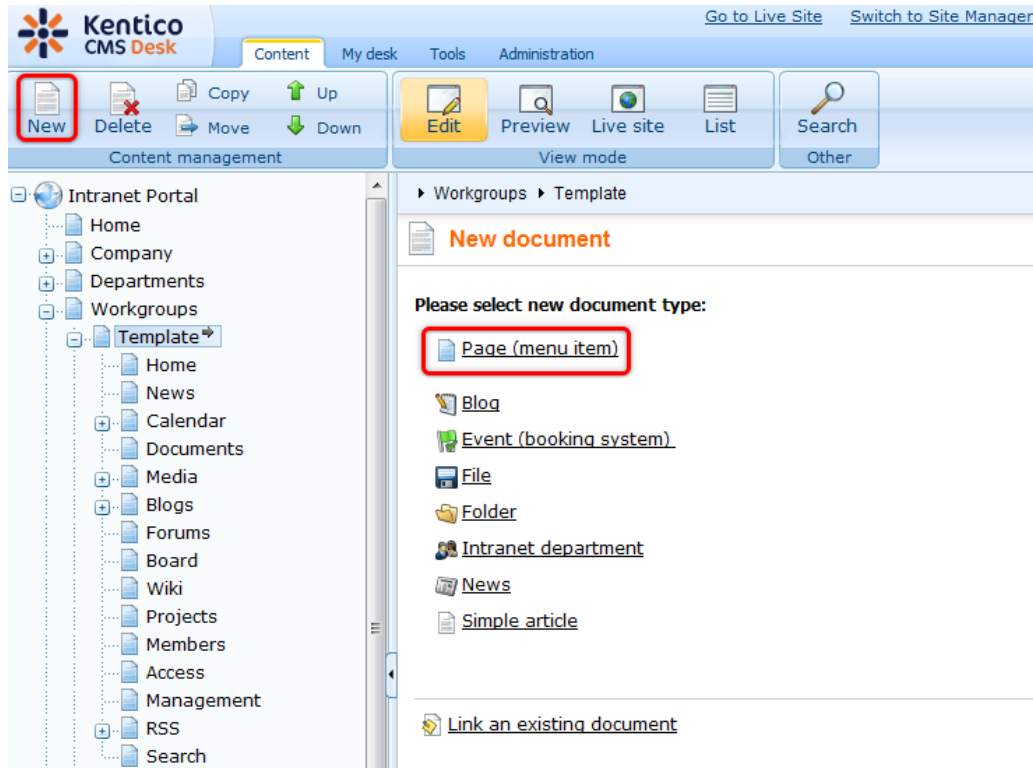 Kentico
CMS Desk
Go to Live Site Switch to Site Manager
Content My desk Tools Administration
New Delete Copy Move Up Down
Content management
Edit Preview Live site List
View mode
Search
Other
Intranet Portal
Home
Company
Departments
Workgroups
Template
Home
News
Calendar
Documents
Media
Blogs
Forums
Board
Wiki
Projects
Members
Access
Management
RSS
Search
Workgroups Template
New document
Please select new document type:
Page (menu item)
Blog
Event (booking system)
File
Folder
Intranet department
News
Simple article
Link an existing document